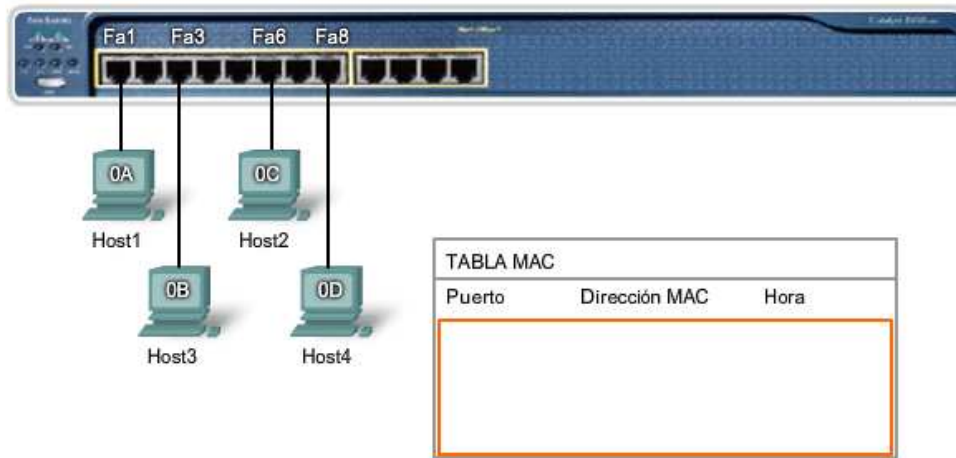 Fa1 Fa3 Fa6 Fa8
0A 0C
Host1 Host2
0B 0D
Host3 Host4
TABLA MAC
Puerto Dirección MAC Hora